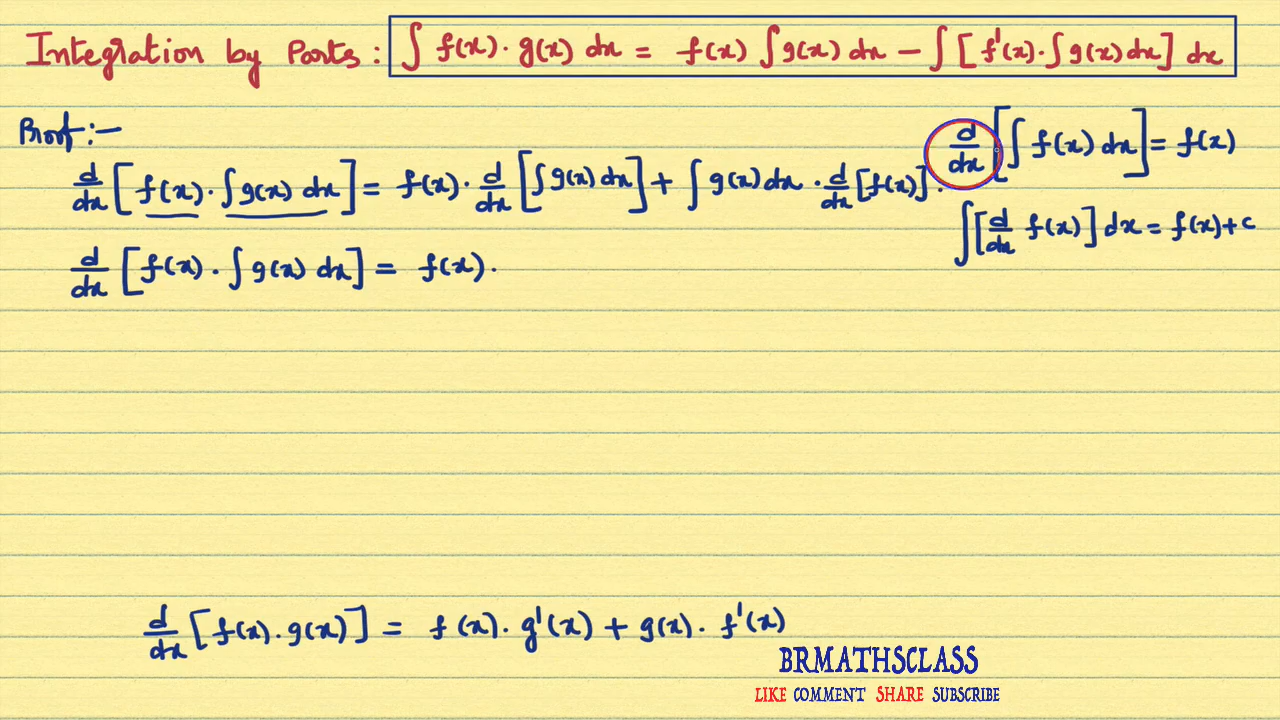 Integration by Parts: ∫ f(x)·g(x) dx = f(x) ∫g(x) dx − ∫[f'(x)·∫g(x)dx] dx
Proof:-
d/dx [∫ f(x) dx] = f(x)
d/dx [f(x)·∫g(x) dx] = f(x)·d/dx [∫g(x) dx] + ∫g(x)dx · d/dx [f(x)].
∫[d/dx f(x)] dx = f(x)+c
d/dx [f(x)·∫g(x) dx] = f(x)·
d/dx [f(x)·g(x)] = f(x)·g'(x) + g(x)·f'(x)
BRMATHSCLASS
LIKE COMMENT SHARE SUBSCRIBE